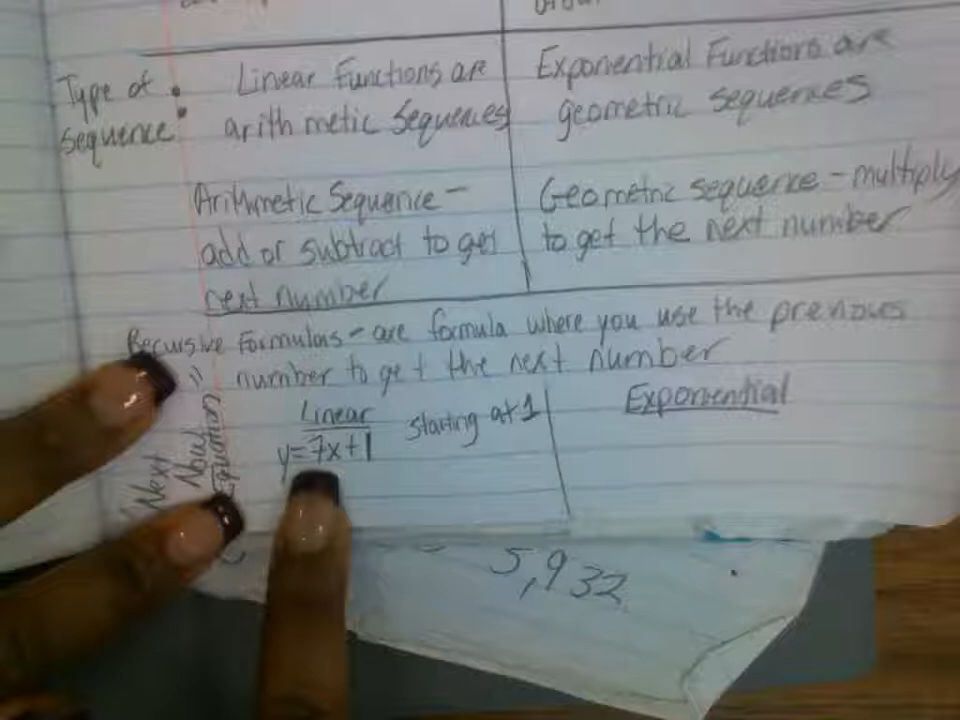 Type of : Linear Functions are Exponential Functions are
Sequence arithmetic sequences geometric sequences
Arithmetic Sequence - Geometric sequence - multiply
add or subtract to get to get the next number
next number
Recursive Formulas - are formula where you use the previous
" number to get the next number
Linear starting at 1 Exponential
y=7x+1
Next
Now
Equation
5,932